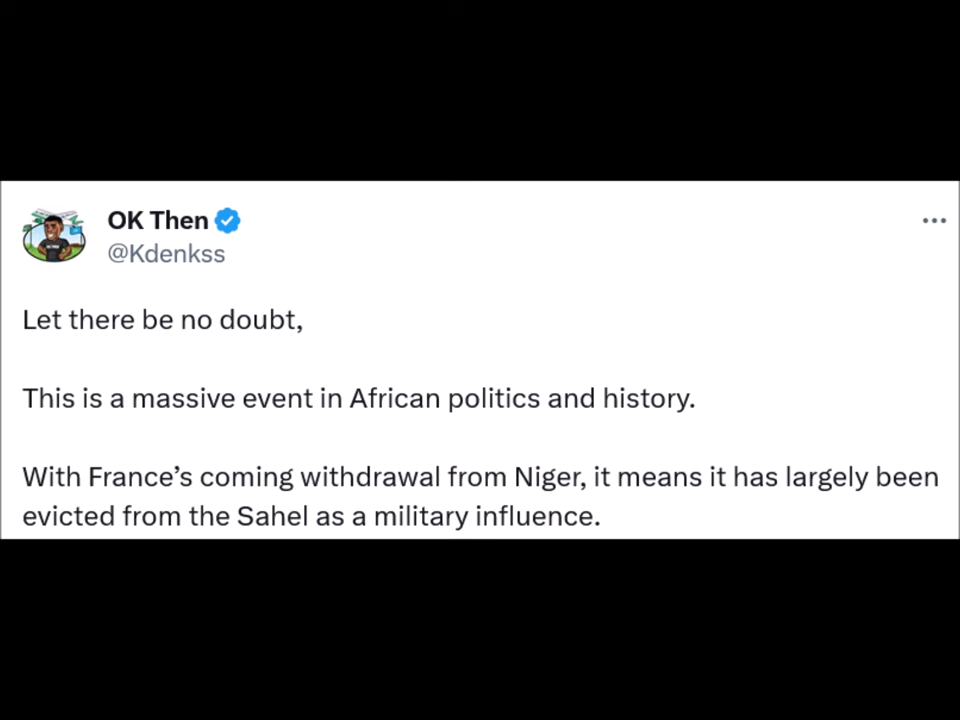 OK Then
@Kdenkss
Let there be no doubt,
This is a massive event in African politics and history.
With France’s coming withdrawal from Niger, it means it has largely been
evicted from the Sahel as a military influence.